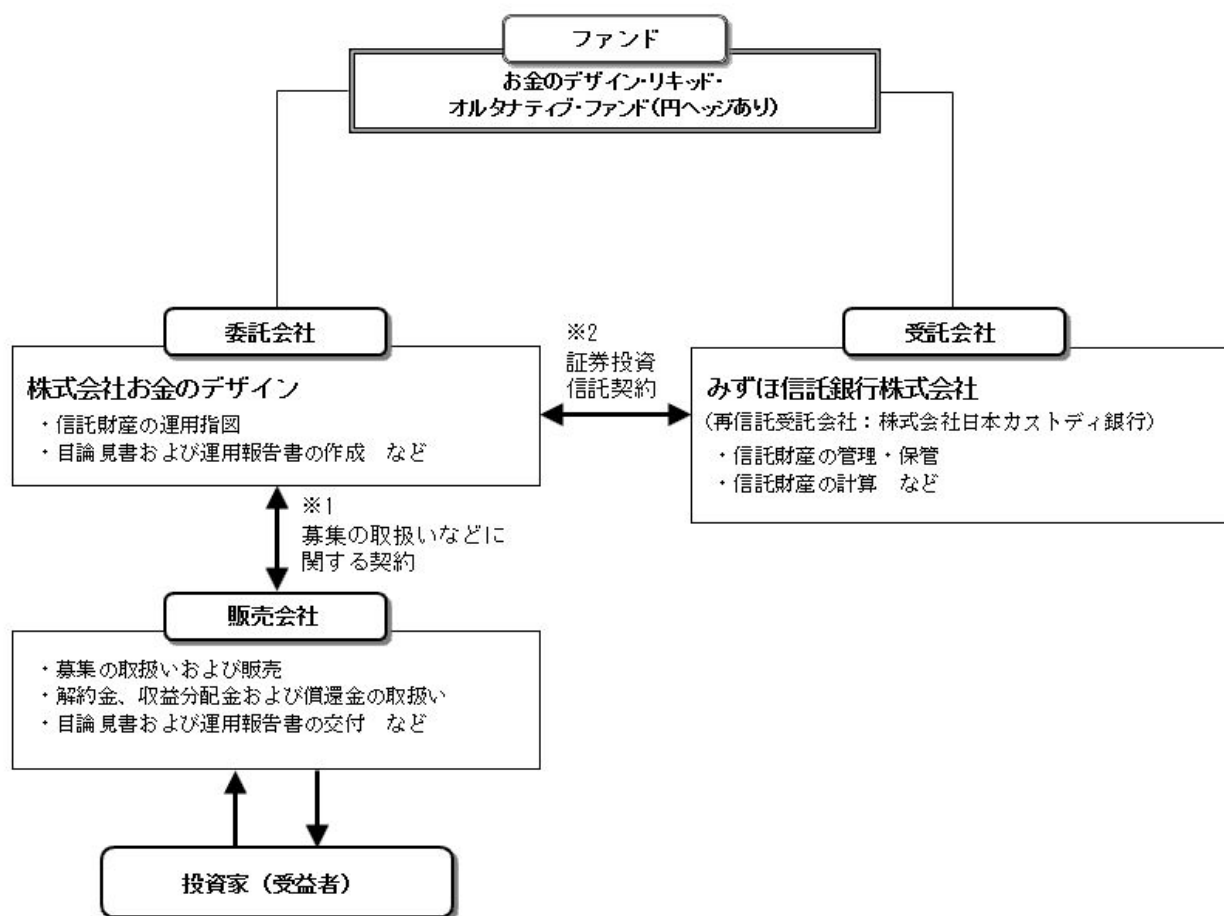 ファンド
お金のデザイン・リキッド・
オルタナティブ・ファンド(円ヘッジあり)
委託会社
株式会社お金のデザイン
・信託財産の運用指図
・目論見書および運用報告書の作成　など
※2
証券投資
信託契約
受託会社
みずほ信託銀行株式会社
(再信託受託会社：株式会社日本カストディ銀行)
・信託財産の管理・保管
・信託財産の計算　など
※1
募集の取扱いなどに
関する契約
販売会社
・募集の取扱いおよび販売
・解約金、収益分配金および償還金の取扱い
・目論見書および運用報告書の交付　など
投資家（受益者）